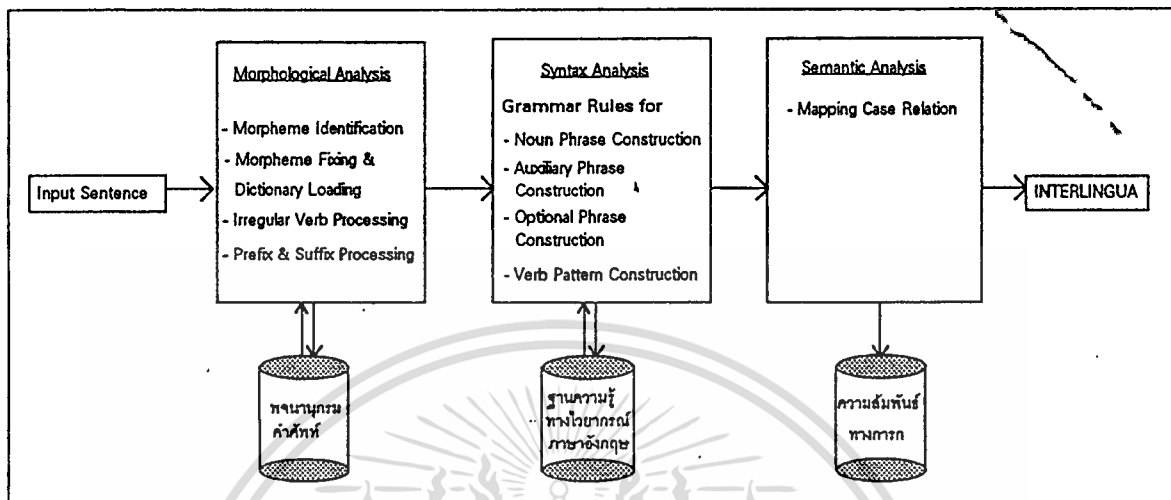 Input Sentence
Morphological Analysis
- Morpheme Identification
- Morpheme Fixing &
Dictionary Loading
- Irregular Verb Processing
- Prefix & Suffix Processing
Syntax Analysis
Grammar Rules for
- Noun Phrase Construction
- Auxiliary Phrase
Construction
- Optional Phrase
Construction
- Verb Pattern Construction
Semantic Analysis
- Mapping Case Relation
INTERLINGUA
พจนานุกรม
คำศัพท์
ฐานความรู้
ทางไวยากรณ์
ภาษาอังกฤษ
ความสัมพันธ์
ทางการก